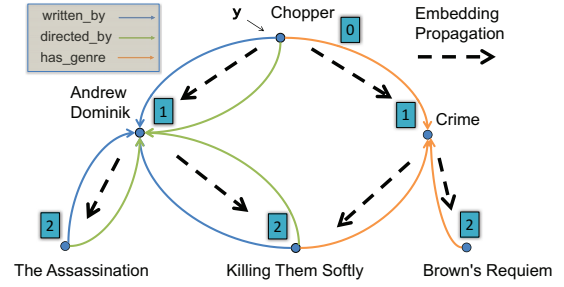 written_by
directed_by
has_genre
y
Chopper
0
Embedding
Propagation
Andrew
Dominik
1
1
Crime
2
2
2
The Assassination
Killing Them Softly
Brown's Requiem